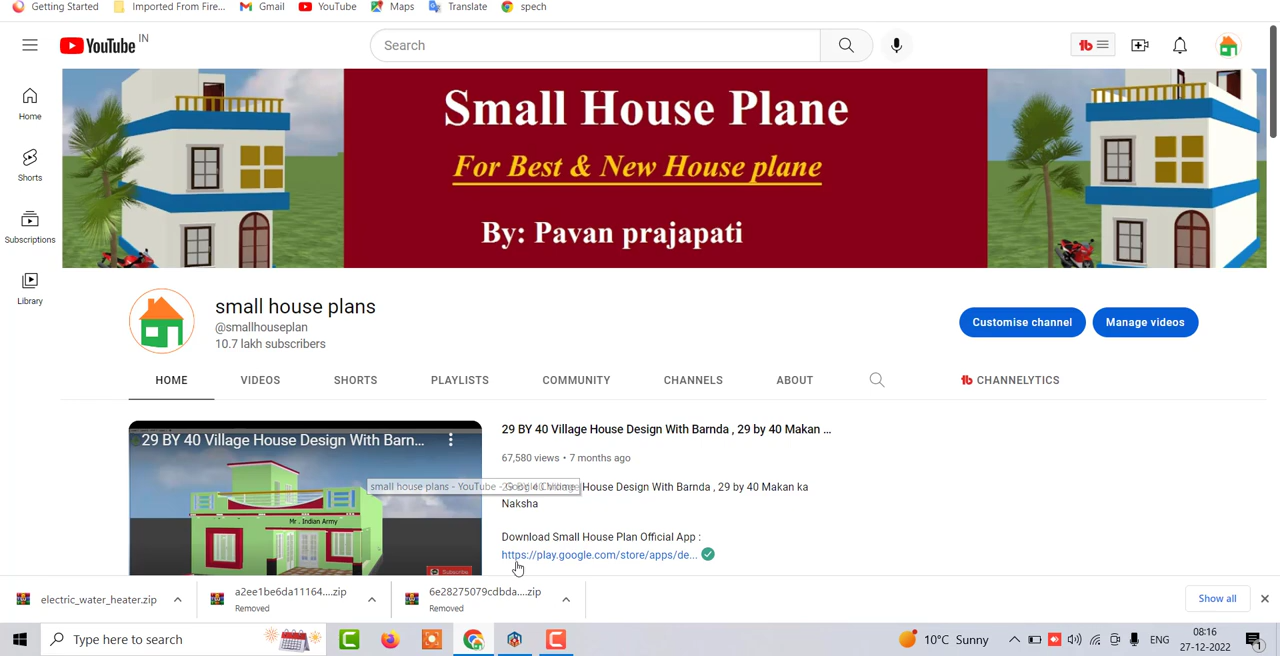 Getting Started Imported From Fire... Gmail YouTube Maps Translate spech
YouTube IN
Search
Home
Shorts
Subscriptions
Library
Small House Plane
For Best & New House plane
By: Pavan prajapati
small house plans
@smallhouseplan
10.7 lakh subscribers
Customise channel Manage videos
HOME VIDEOS SHORTS PLAYLISTS COMMUNITY CHANNELS ABOUT CHANNELYTICS
29 BY 40 Village House Design With Barn...
Mr . Indian Army
Subscribe
29 BY 40 Village House Design With Barnda , 29 by 40 Makan ...
67,580 views • 7 months ago
small house plans - YouTube -
House Design With Barnda , 29 by 40 Makan ka
Naksha
Download Small House Plan Official App :
https://play.google.com/store/apps/de...
electric_water_heater.zip
a2ee1be6da11164....zip
Removed
6e28275079cdbda....zip
Removed
Show all
Type here to search
10°C Sunny
ENG
08:16
27-12-2022
1